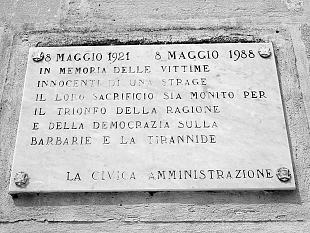 8 MAGGIO 1921 8 MAGGIO 1988
IN MEMORIA DELLE VITTIME
INNOCENTI DI UNA STRAGE
IL LORO SACRIFICIO SIA MONITO PER
IL TRIONFO DELLA RAGIONE
E DELLA DEMOCRAZIA SULLA
BARBARIE E LA TIRANNIDE
LA CIVICA AMMINISTRAZIONE